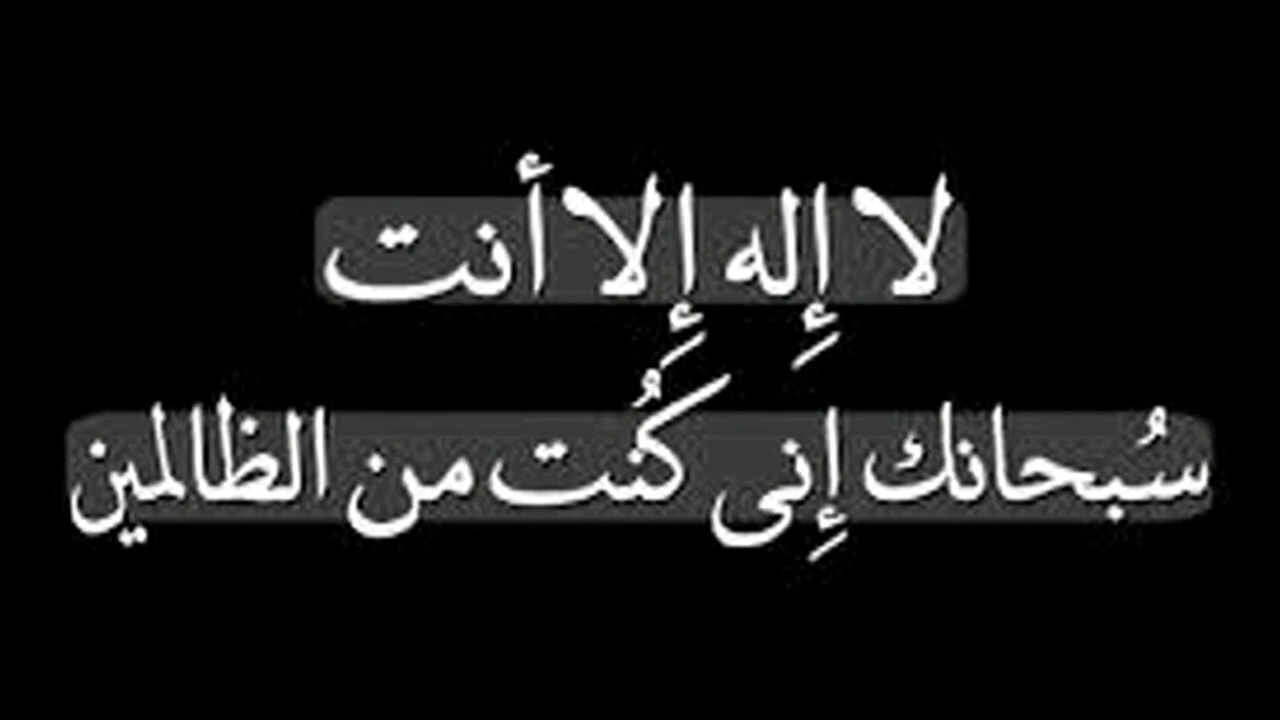 لا إِله إِلا أنت
سُبحانك إِنى كُنت من الظالمين